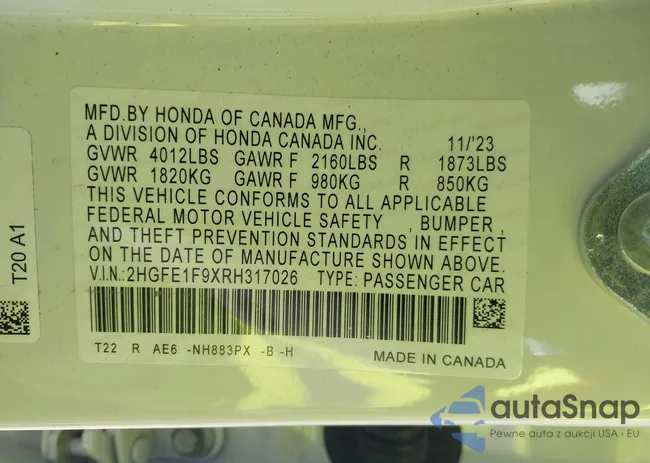 MFD.BY HONDA OF CANADA MFG.,
A DIVISION OF HONDA CANADA INC. 11/'23
GVWR 4012LBS GAWR F 2160LBS R 1873LBS
GVWR 1820KG GAWR F 980KG R 850KG
THIS VEHICLE CONFORMS TO ALL APPLICABLE
FEDERAL MOTOR VEHICLE SAFETY , BUMPER ,
AND THEFT PREVENTION STANDARDS IN EFFECT
ON THE DATE OF MANUFACTURE SHOWN ABOVE.
V.I.N.:2HGFE1F9XRH317026 TYPE: PASSENGER CAR
T22 R AE6 -NH883PX -B -H
MADE IN CANADA
T20 A1
autaSnap
Pewne auta z aukcji USA i EU